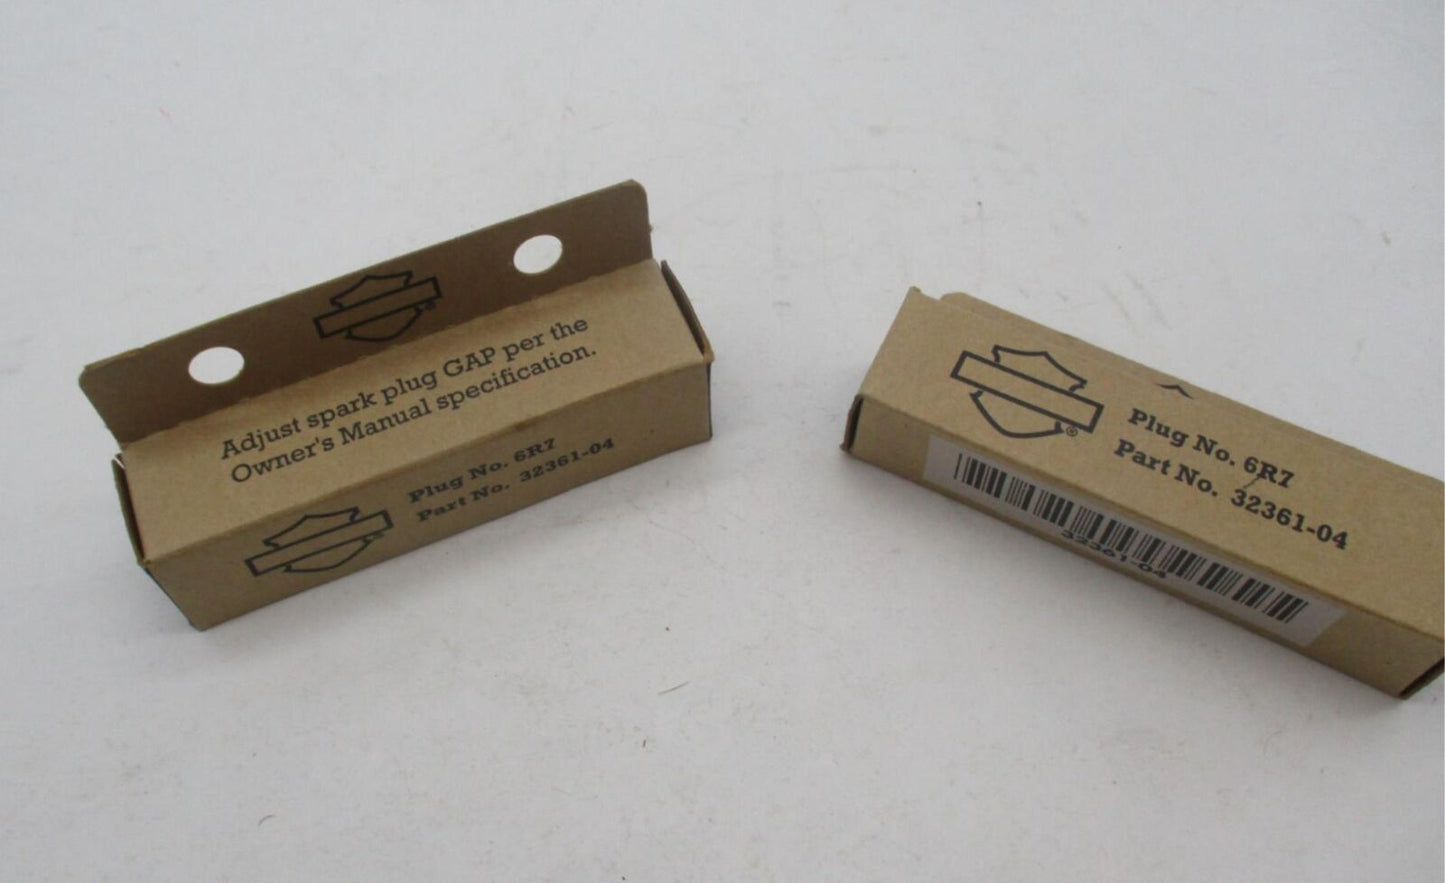 Adjust spark plug GAP per the
Owner's Manual specification.
Plug No. 6R7
Part No. 32361-04
®
Plug No. 6R7
Part No. 32361-04
®
32361-04